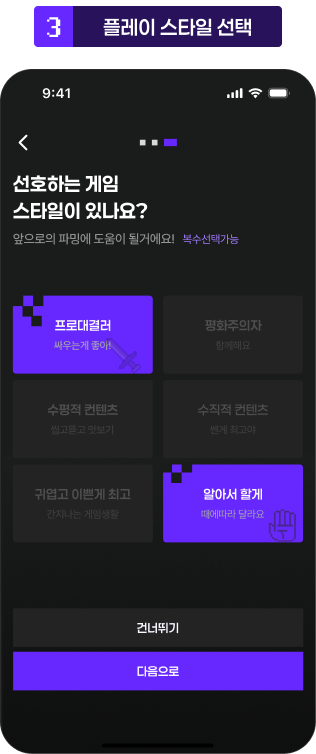 3 플레이 스타일 선택
9:41
선호하는 게임
스타일이 있나요?
앞으로의 파밍에 도움이 될거에요! 복수선택가능
프로대결러
싸우는게 좋아!
평화주의자
함께해요
수평적 컨텐츠
씹고뜯고 맛보기
수직적 컨텐츠
쎈게 최고야
귀엽고 이쁜게 최고
간지나는 게임생활
알아서 할게
때에따라 달라요
건너뛰기
다음으로